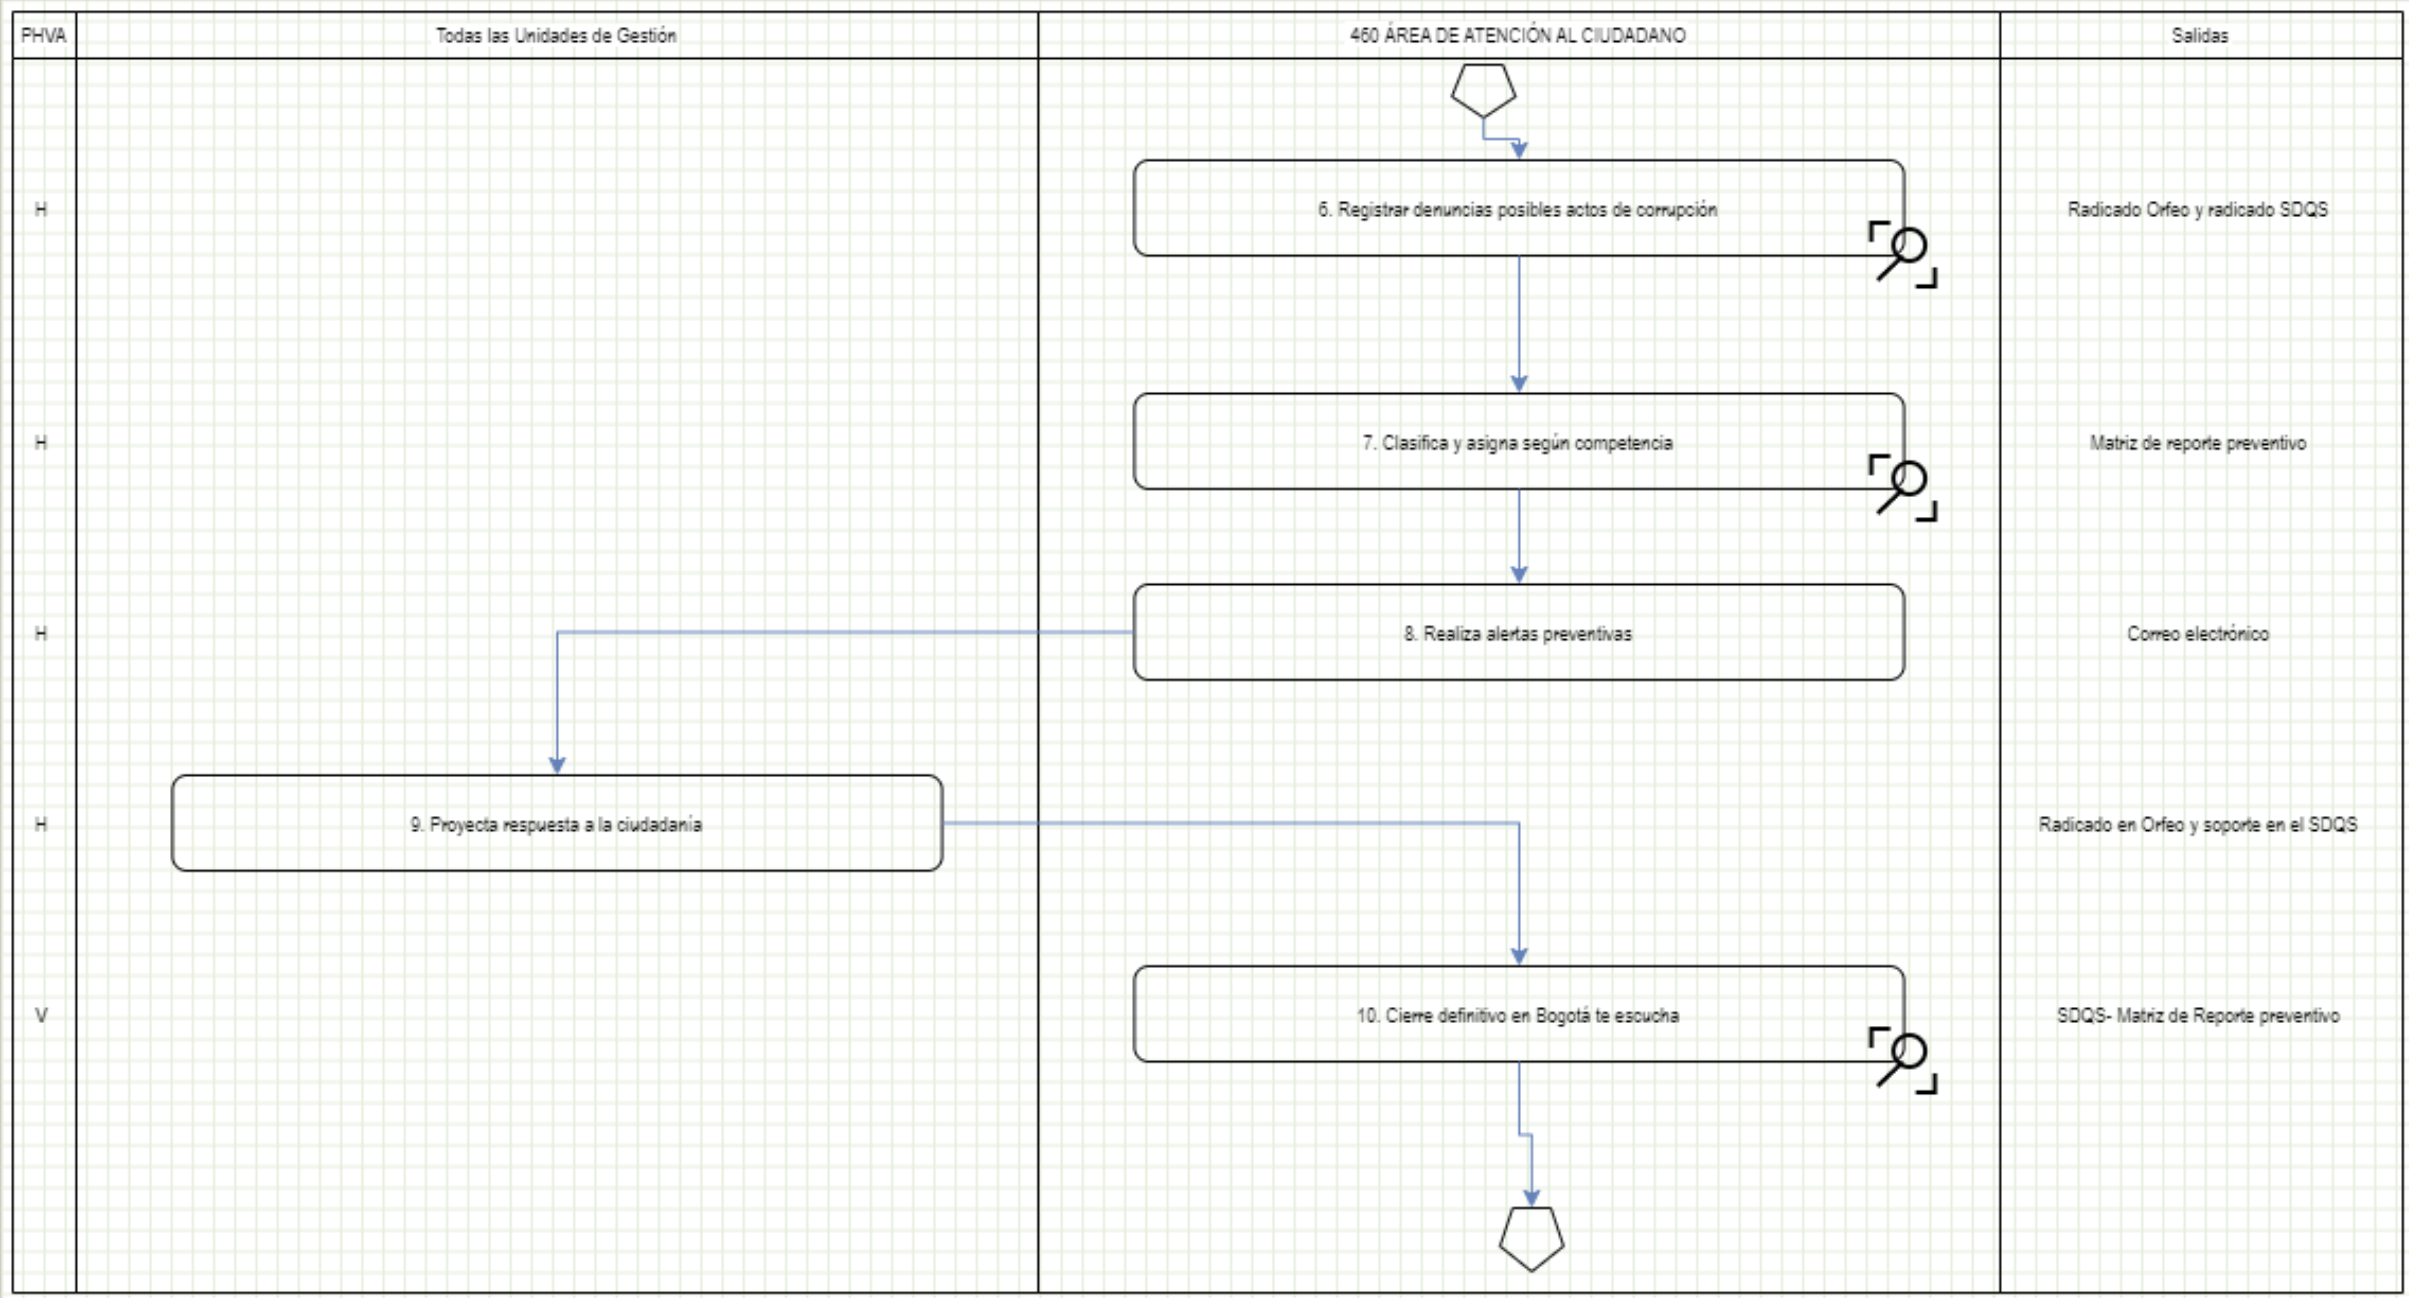 PHVA
Todas las Unidades de Gestión
460 ÁREA DE ATENCIÓN AL CIUDADANO
Salidas
H
6. Registrar denuncias posibles actos de corrupción
Radicado Orfeo y radicado SDQS
H
7. Clasifica y asigna según competencia
Matriz de reporte preventivo
H
8. Realiza alertas preventivas
Correo electrónico
H
9. Proyecta respuesta a la ciudadanía
Radicado en Orfeo y soporte en el SDQS
V
10. Cierre definitivo en Bogotá te escucha
SDQS- Matriz de Reporte preventivo